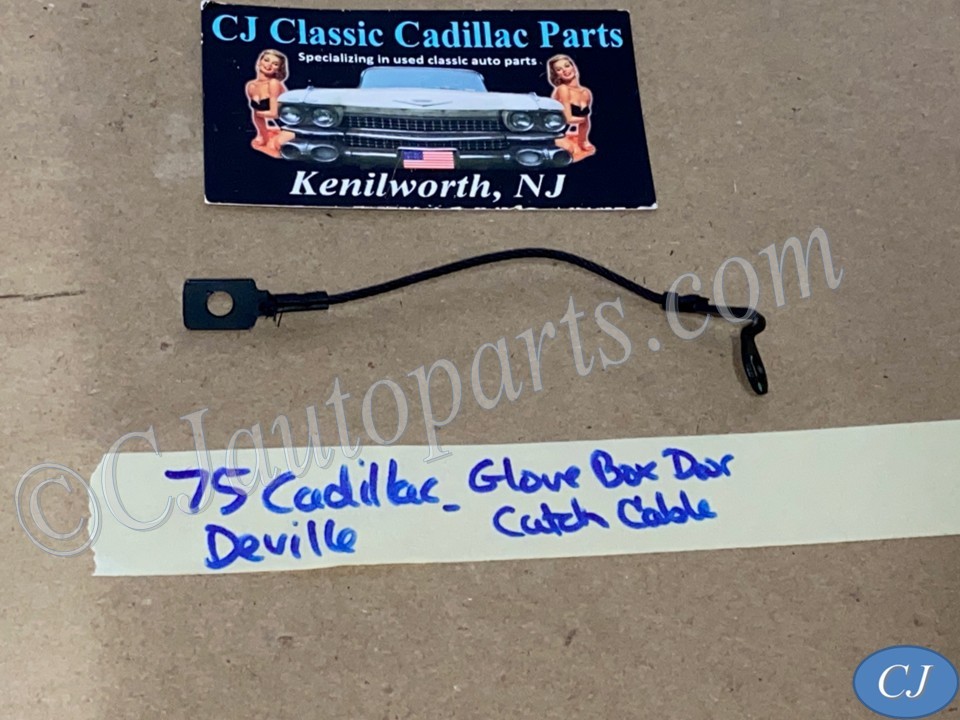 CJ Classic Cadillac Parts
Specializing in used classic auto parts
Kenilworth, NJ
©CJautoparts.com
75 Cadillac - Glove Box Door
Deville Catch Cable
CJ